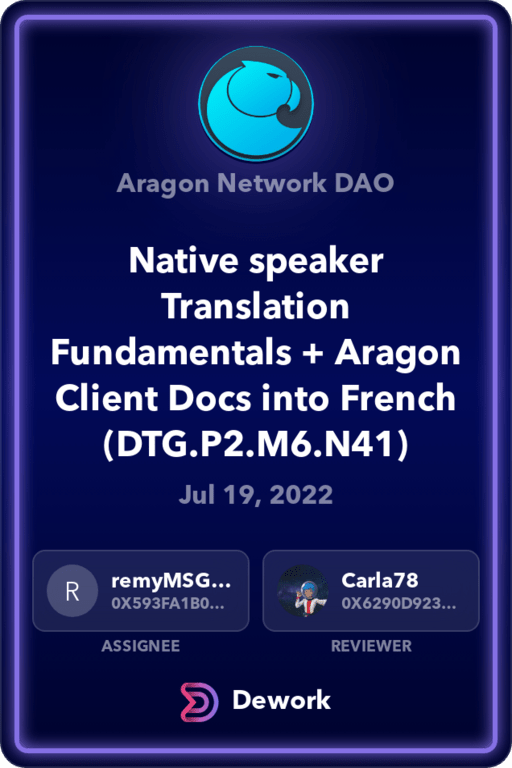 Aragon Network DAO
Native speaker
Translation
Fundamentals + Aragon
Client Docs into French
(DTG.P2.M6.N41)
Jul 19, 2022
R
remyMSG...
0X593FA1B0...
ASSIGNEE
Carla78
0X6290D923...
REVIEWER
Dework